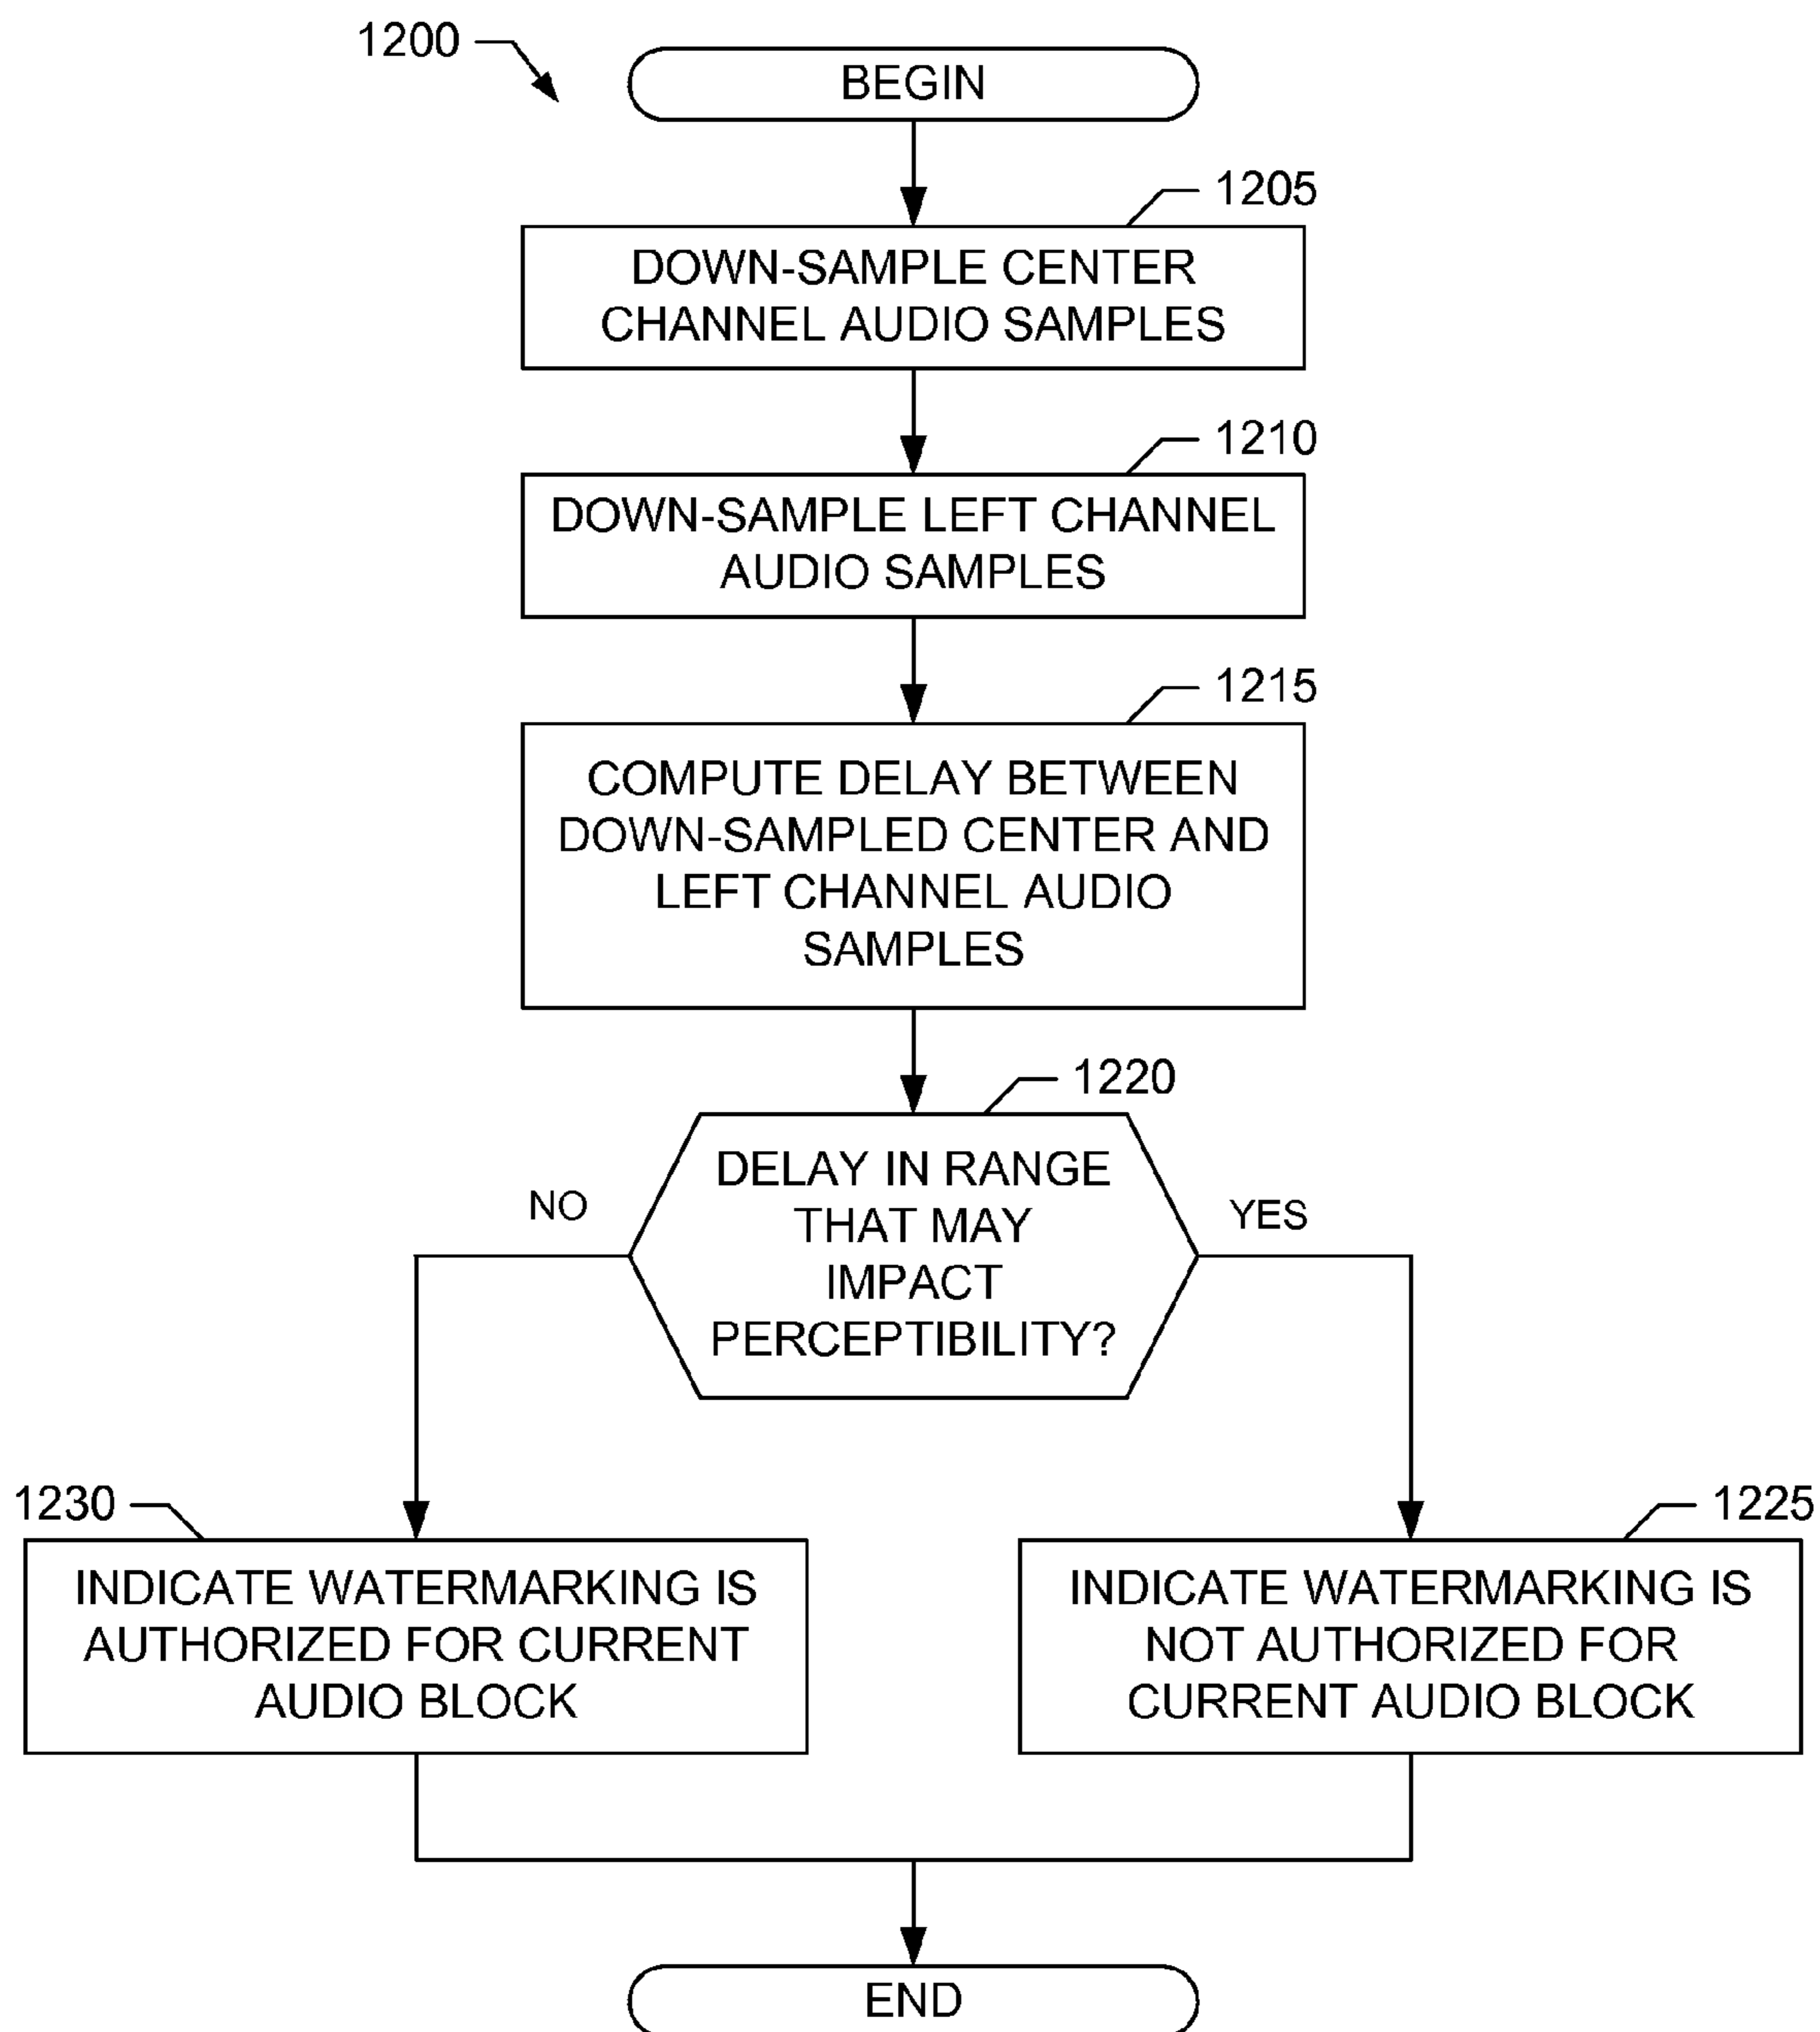 1200
BEGIN
1205
DOWN-SAMPLE CENTER
CHANNEL AUDIO SAMPLES
1210
DOWN-SAMPLE LEFT CHANNEL
AUDIO SAMPLES
1215
COMPUTE DELAY BETWEEN
DOWN-SAMPLED CENTER AND
LEFT CHANNEL AUDIO
SAMPLES
1220
DELAY IN RANGE
THAT MAY
IMPACT
PERCEPTIBILITY?
NO
YES
1230
INDICATE WATERMARKING IS
AUTHORIZED FOR CURRENT
AUDIO BLOCK
1225
INDICATE WATERMARKING IS
NOT AUTHORIZED FOR
CURRENT AUDIO BLOCK
END